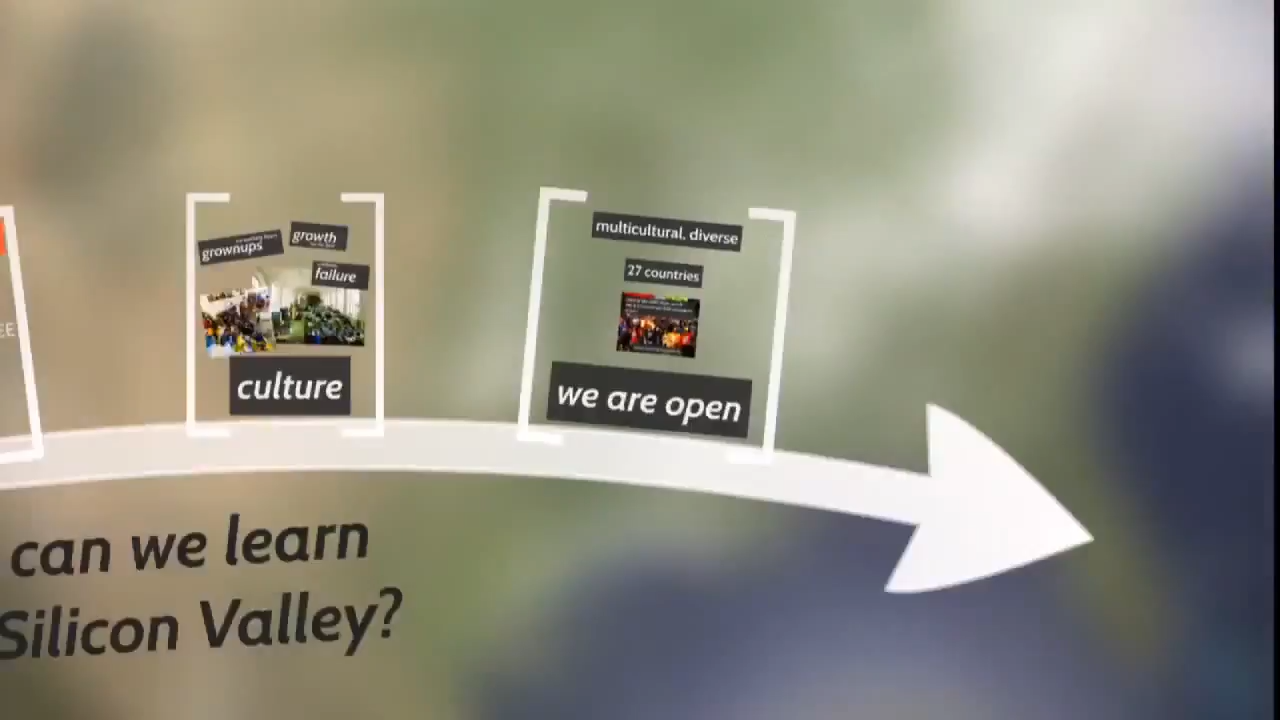 grownups
growth
failure
culture
multicultural, diverse
27 countries
we are open
can we learn
Silicon Valley?